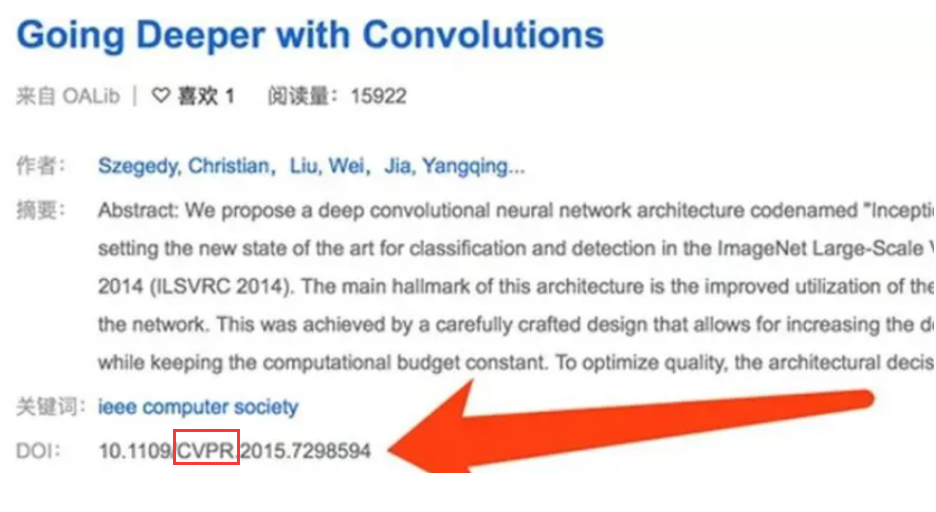 Going Deeper with Convolutions
来自 OALib | ♡ 喜欢 1 阅读量: 15922
作者: Szegedy, Christian, Liu, Wei, Jia, Yangqing...
摘要: Abstract: We propose a deep convolutional neural network architecture codenamed "Incepti
setting the new state of the art for classification and detection in the ImageNet Large-Scale
2014 (ILSVRC 2014). The main hallmark of this architecture is the improved utilization of the
the network. This was achieved by a carefully crafted design that allows for increasing the d
while keeping the computational budget constant. To optimize quality, the architectural decis
关键词: ieee computer society
DOI: 10.1109/CVPR.2015.7298594